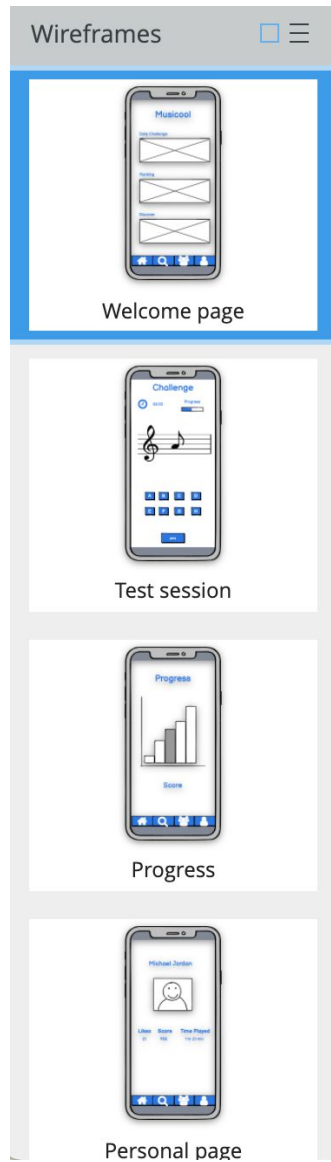 Wireframes
Musicool
Daily Challenge
Practicing
Discover
Welcome page
Challenge
Progress
A B C D
E F G H
Test session
Progress
Score
Progress
Michael Jordan
Likes Score Time Played
Personal page